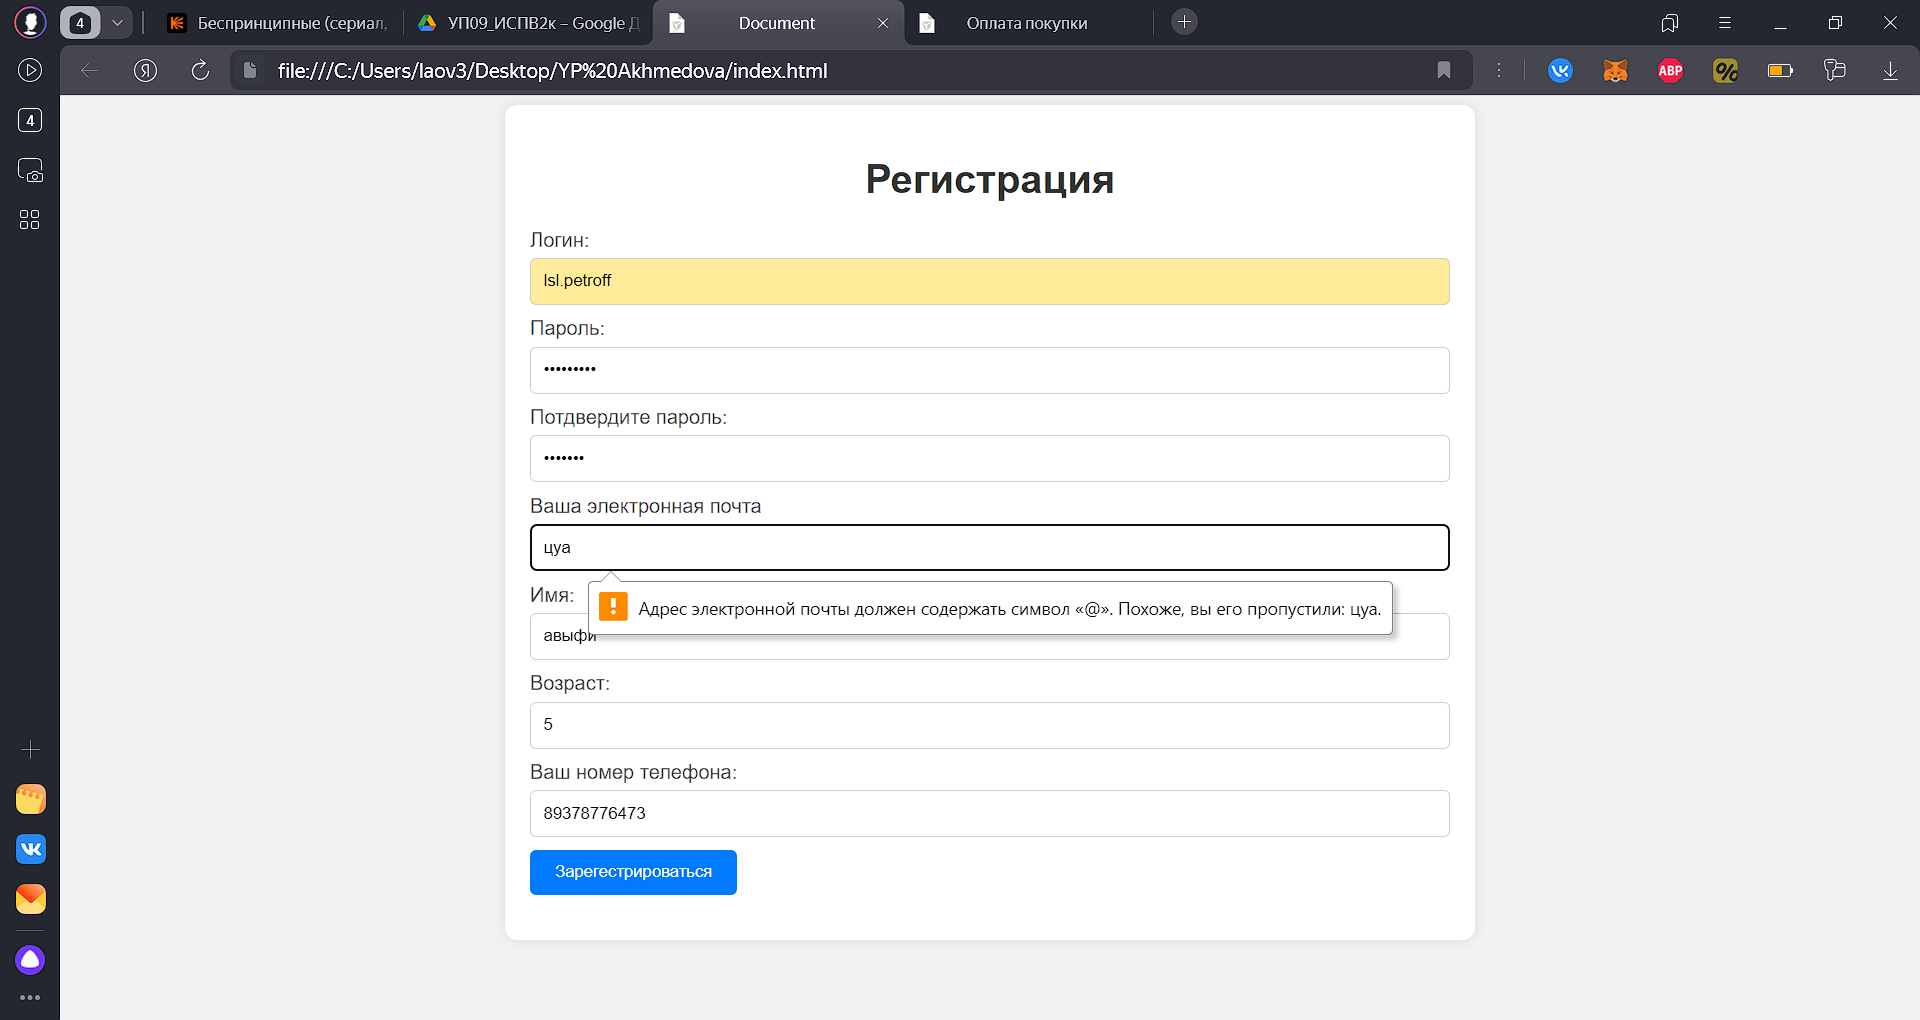 4
Беспринципные (сериал,
УП09_ИСПВ2к – Google Д
Document
Оплата покупки
Я
file:///C:/Users/laov3/Desktop/YP%20Akhmedova/index.html
ABP
%
4
Регистрация
Логин:
lsl.petroff
Пароль:
•••••••••
Потдвердите пароль:
•••••••
Ваша электронная почта
цуа
Имя:
Адрес электронной почты должен содержать символ «@». Похоже, вы его пропустили: цуа.
авыфи
Возраст:
5
Ваш номер телефона:
89378776473
Зарегестрироваться